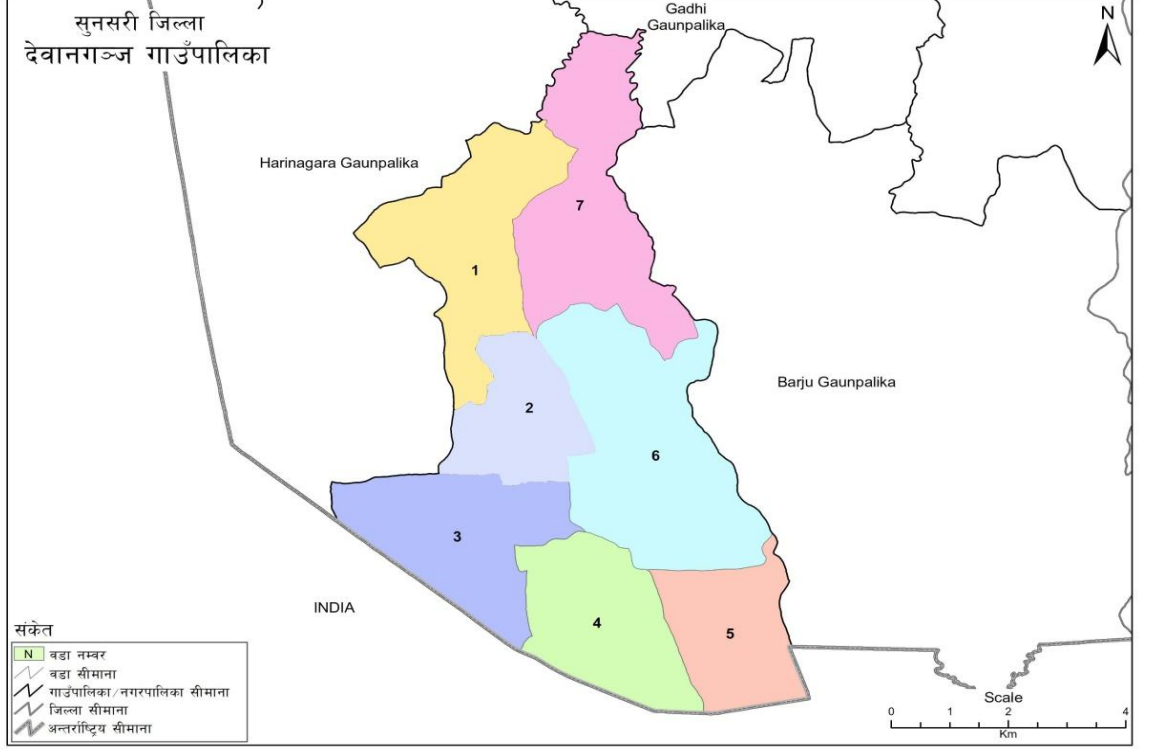 सुनसरी जिल्ला
देवानगञ्ज गाउँपालिका
Gadhi
Gaunpalika
N
Harinagara Gaunpalika
7
1
Barju Gaunpalika
2
6
3
INDIA
4
5
संकेत
N वडा नम्बर
वडा सीमाना
गाउँपालिका/नगरपालिका सीमाना
जिल्ला सीमाना
अन्तर्राष्ट्रिय सीमाना
Scale
0 1 2 4
Km